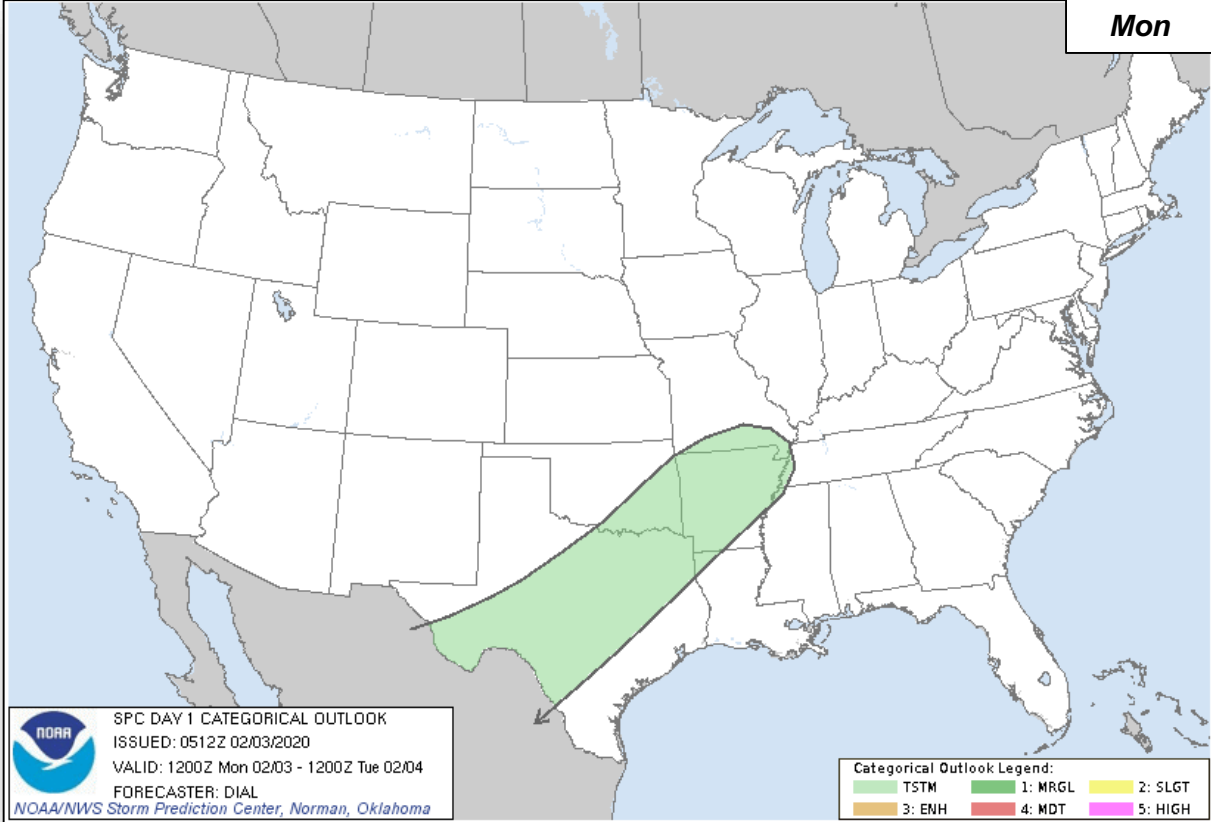 Mon
NOAA
SPC DAY 1 CATEGORICAL OUTLOOK
ISSUED: 0512Z 02/03/2020
VALID: 1200Z Mon 02/03 - 1200Z Tue 02/04
FORECASTER: DIAL
NOAA/NWS Storm Prediction Center, Norman, Oklahoma
Categorical Outlook Legend:
TSTM 1: MRGL 2: SLGT
3: ENH 4: MDT 5: HIGH